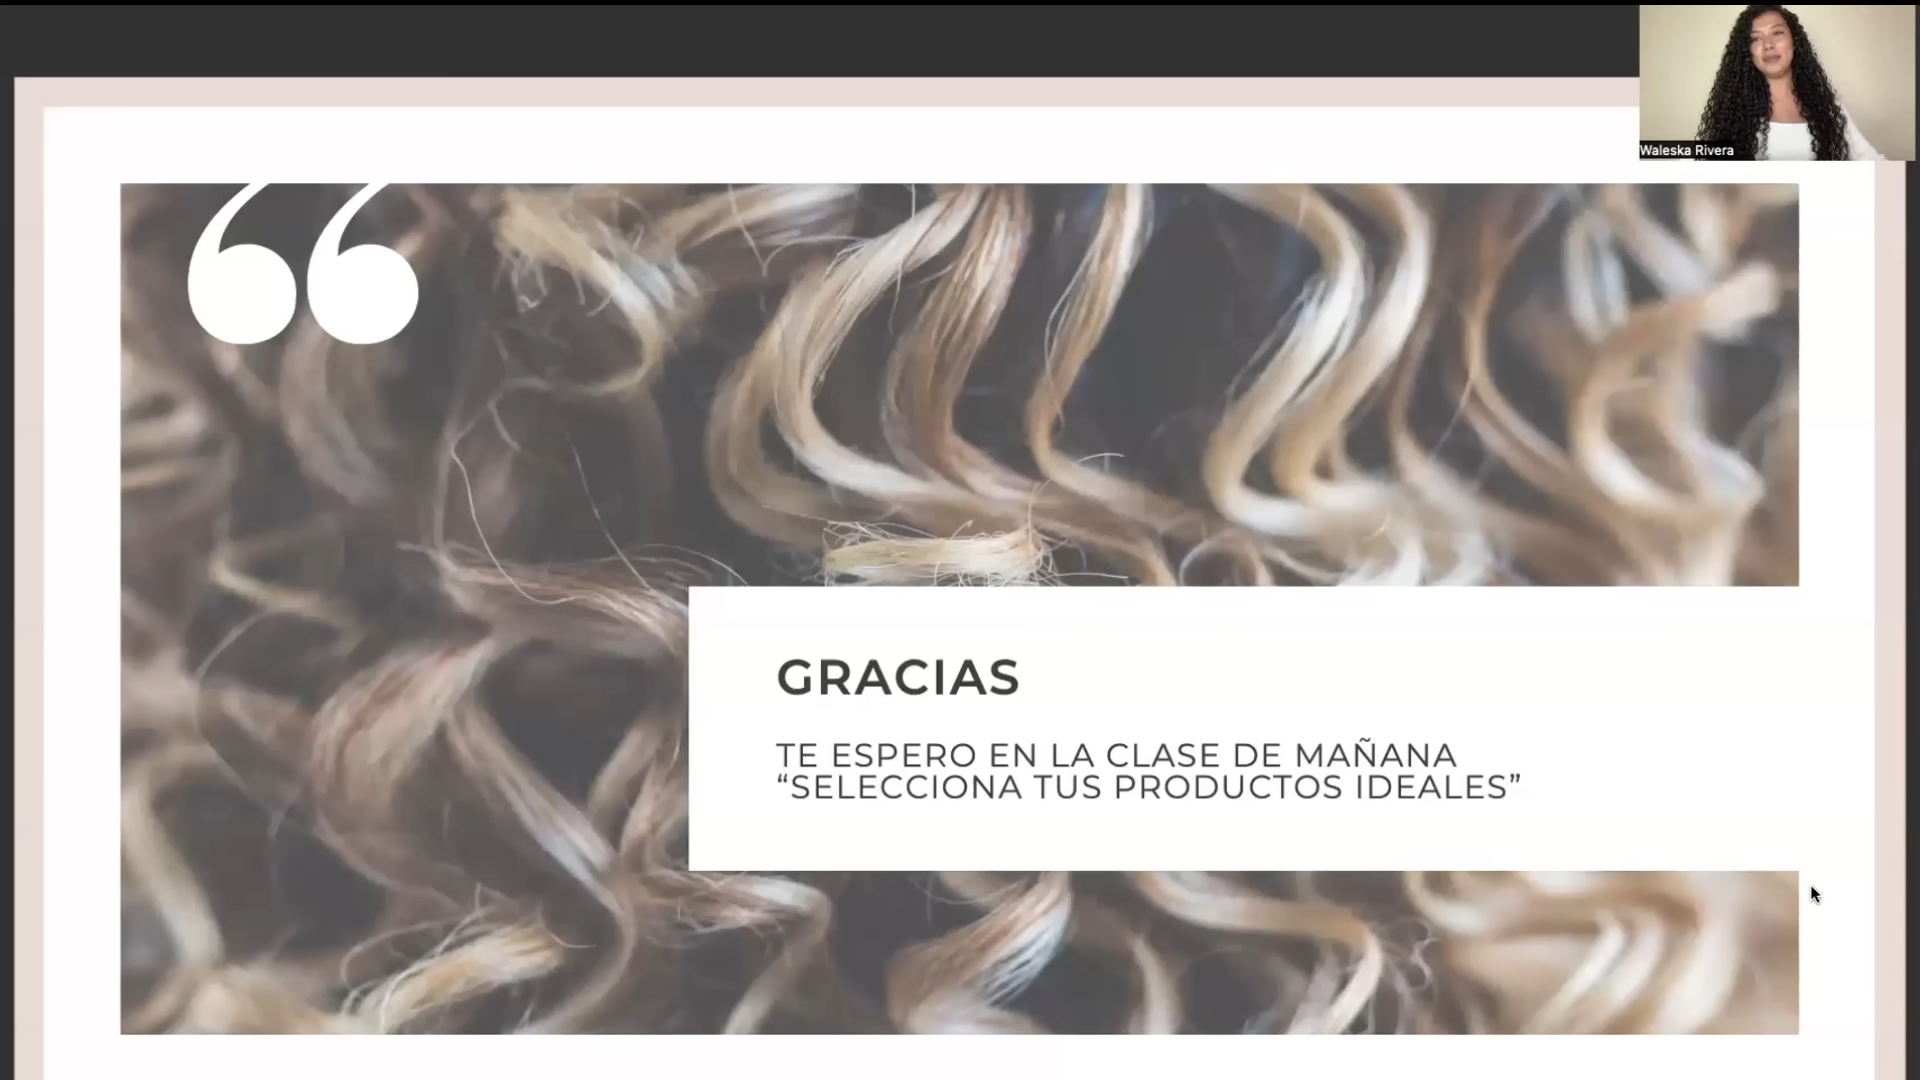 Waleska Rivera
“
GRACIAS
TE ESPERO EN LA CLASE DE MAÑANA
“SELECCIONA TUS PRODUCTOS IDEALES”